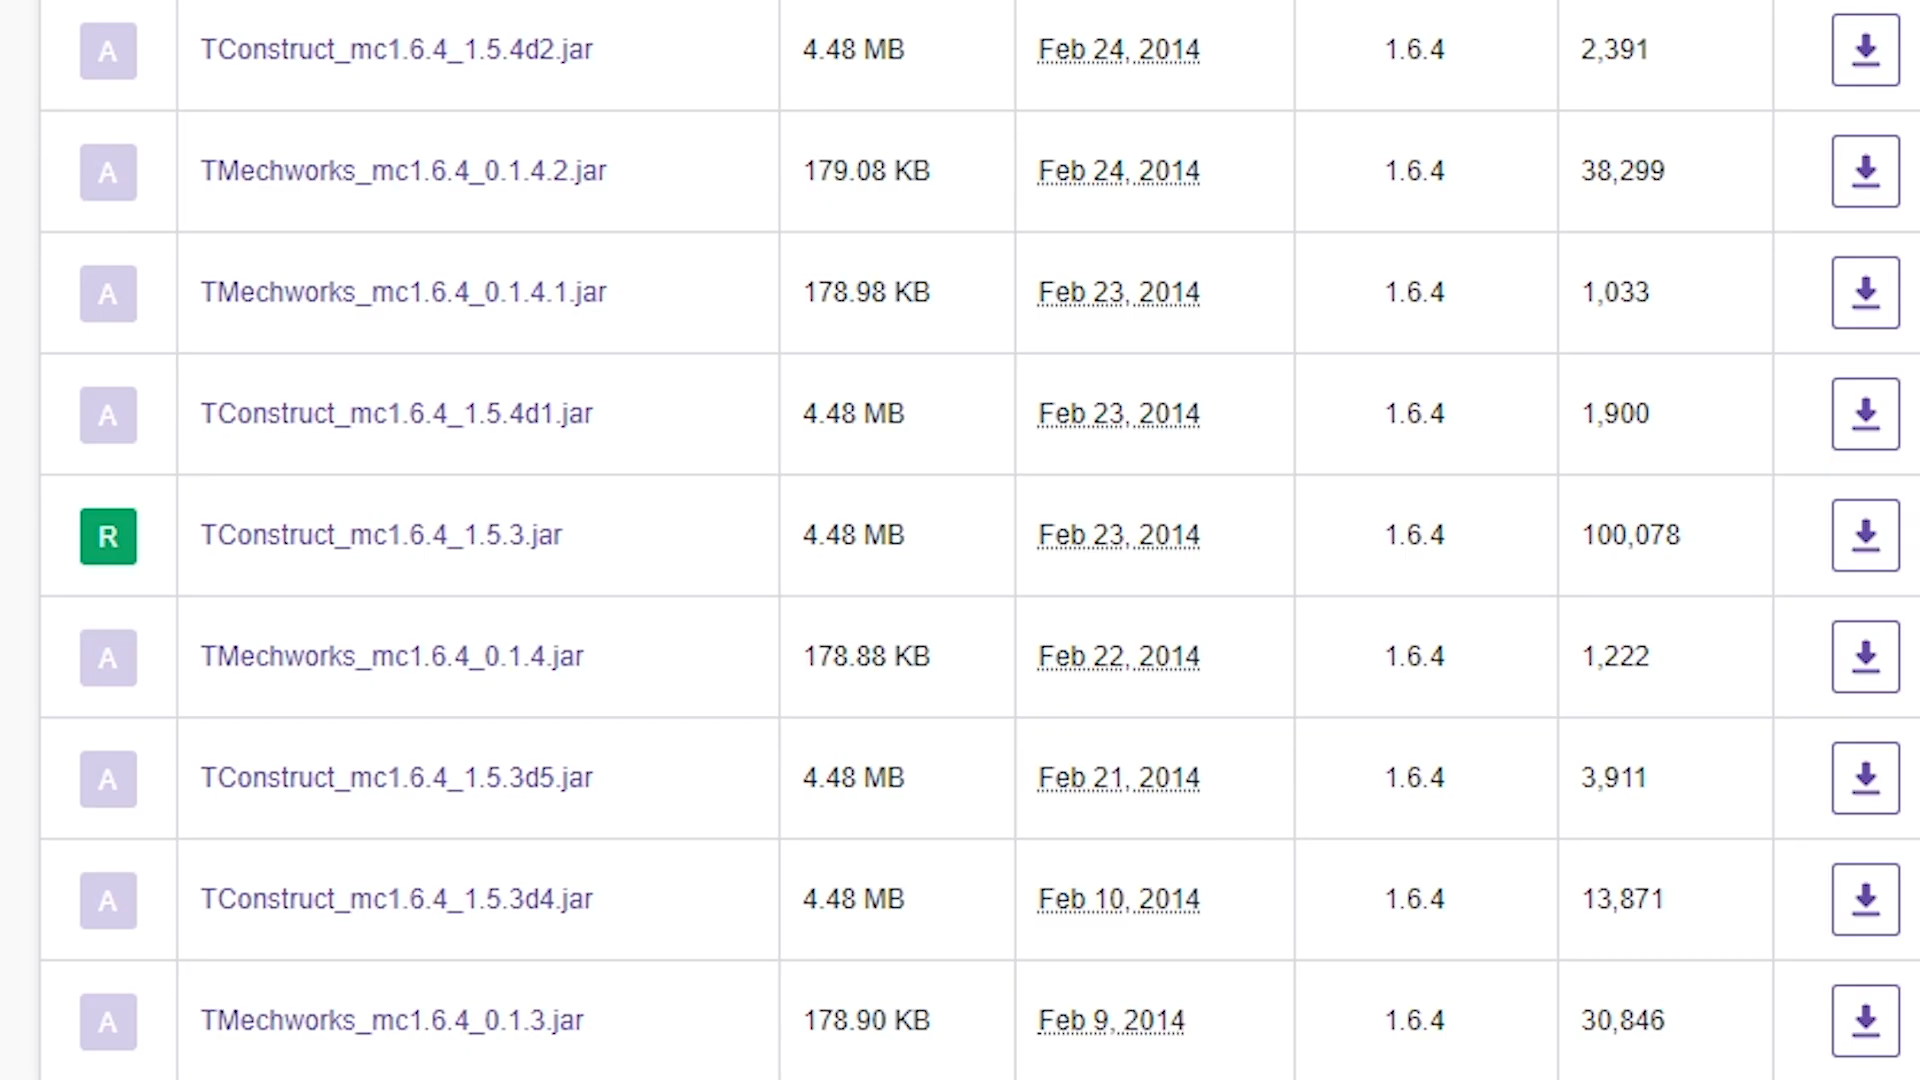 A TConstruct_mc1.6.4_1.5.4d2.jar 4.48 MB Feb 24, 2014 1.6.4 2,391
A TMechworks_mc1.6.4_0.1.4.2.jar 179.08 KB Feb 24, 2014 1.6.4 38,299
A TMechworks_mc1.6.4_0.1.4.1.jar 178.98 KB Feb 23, 2014 1.6.4 1,033
A TConstruct_mc1.6.4_1.5.4d1.jar 4.48 MB Feb 23, 2014 1.6.4 1,900
R TConstruct_mc1.6.4_1.5.3.jar 4.48 MB Feb 23, 2014 1.6.4 100,078
A TMechworks_mc1.6.4_0.1.4.jar 178.88 KB Feb 22, 2014 1.6.4 1,222
A TConstruct_mc1.6.4_1.5.3d5.jar 4.48 MB Feb 21, 2014 1.6.4 3,911
A TConstruct_mc1.6.4_1.5.3d4.jar 4.48 MB Feb 10, 2014 1.6.4 13,871
A TMechworks_mc1.6.4_0.1.3.jar 178.90 KB Feb 9, 2014 1.6.4 30,846